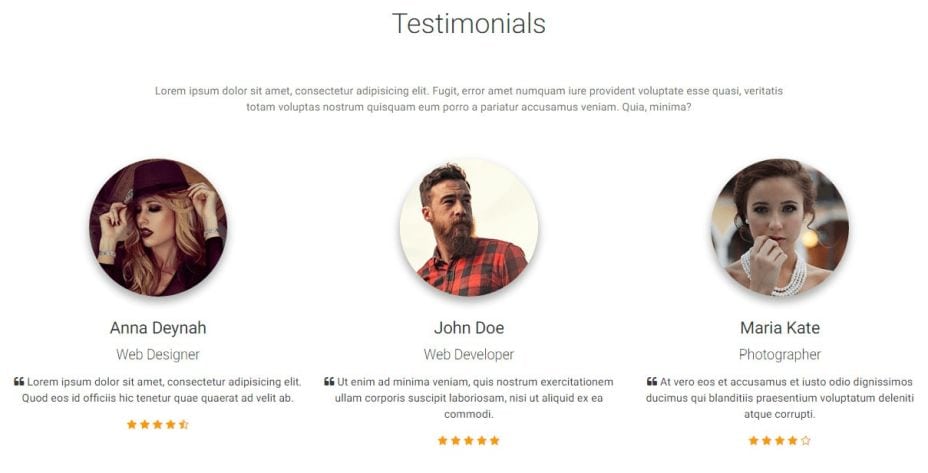 Testimonials
Lorem ipsum dolor sit amet, consectetur adipisicing elit. Fugit, error amet numquam iure provident voluptate esse quasi, veritatis
totam voluptas nostrum quisquam eum porro a pariatur accusamus veniam. Quia, minima?
Anna Deynah
Web Designer
Lorem ipsum dolor sit amet, consectetur adipisicing elit.
Quod eos id officiis hic tenetur quae quaerat ad velit ab.
John Doe
Web Developer
Ut enim ad minima veniam, quis nostrum exercitationem
ullam corporis suscipit laboriosam, nisi ut aliquid ex ea
commodi.
Maria Kate
Photographer
At vero eos et accusamus et iusto odio dignissimos
ducimus qui blanditiis praesentium voluptatum deleniti
atque corrupti.